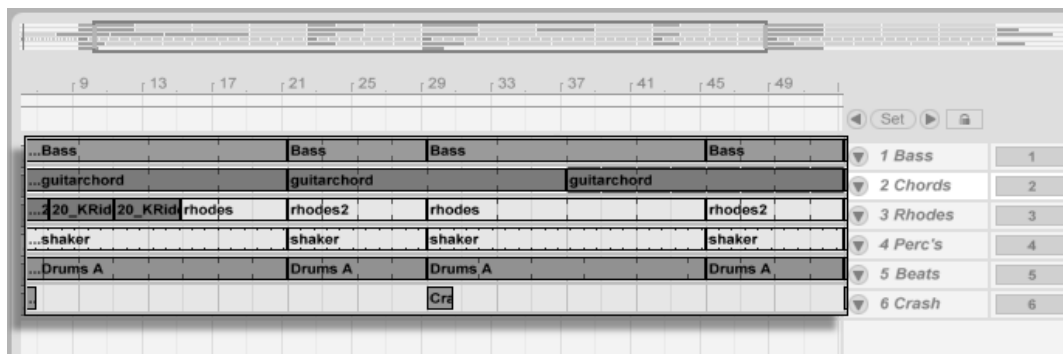 9 13 17 21 25 29 33 37 41 45 49
Set
...Bass Bass Bass Bass 1 Bass 1
...guitarchord guitarchord guitarchord 2 Chords 2
...2 20_KRid 20_KRid rhodes rhodes2 rhodes rhodes2 3 Rhodes 3
...shaker shaker shaker shaker 4 Perc's 4
...Drums A Drums A Drums A Drums A 5 Beats 5
Cra 6 Crash 6